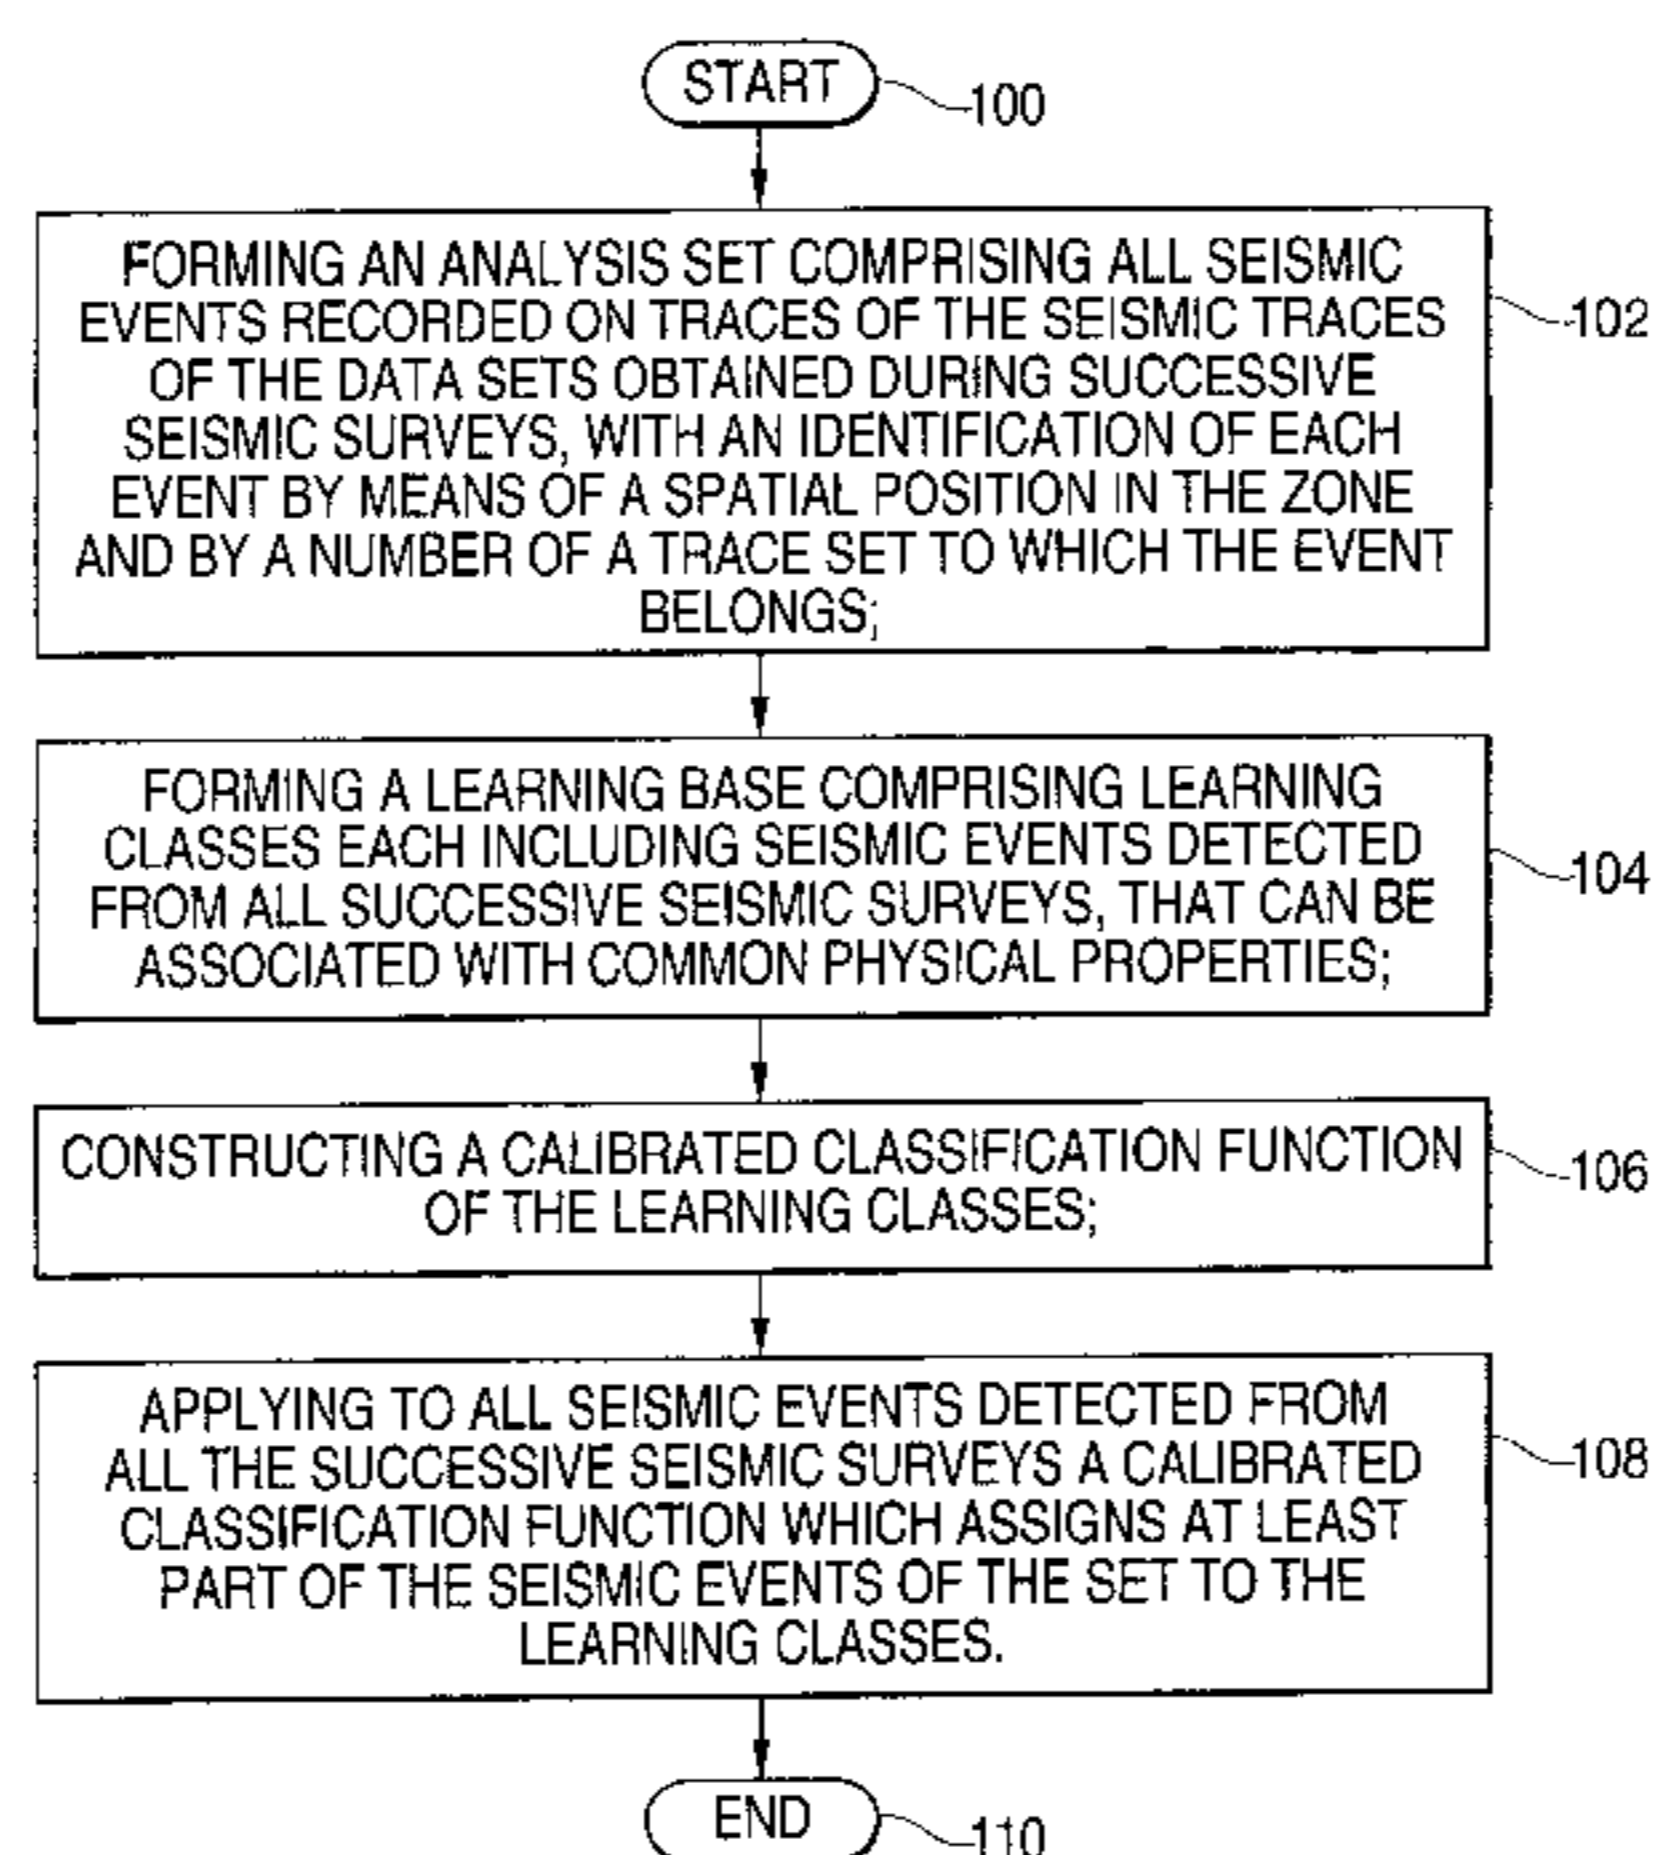 START
100
FORMING AN ANALYSIS SET COMPRISING ALL SEISMIC
EVENTS RECORDED ON TRACES OF THE SEISMIC TRACES
OF THE DATA SETS OBTAINED DURING SUCCESSIVE
SEISMIC SURVEYS, WITH AN IDENTIFICATION OF EACH
EVENT BY MEANS OF A SPATIAL POSITION IN THE ZONE
AND BY A NUMBER OF A TRACE SET TO WHICH THE EVENT
BELONGS;
102
FORMING A LEARNING BASE COMPRISING LEARNING
CLASSES EACH INCLUDING SEISMIC EVENTS DETECTED
FROM ALL SUCCESSIVE SEISMIC SURVEYS, THAT CAN BE
ASSOCIATED WITH COMMON PHYSICAL PROPERTIES;
104
CONSTRUCTING A CALIBRATED CLASSIFICATION FUNCTION
OF THE LEARNING CLASSES;
106
APPLYING TO ALL SEISMIC EVENTS DETECTED FROM
ALL THE SUCCESSIVE SEISMIC SURVEYS A CALIBRATED
CLASSIFICATION FUNCTION WHICH ASSIGNS AT LEAST
PART OF THE SEISMIC EVENTS OF THE SET TO THE
LEARNING CLASSES.
108
END
110